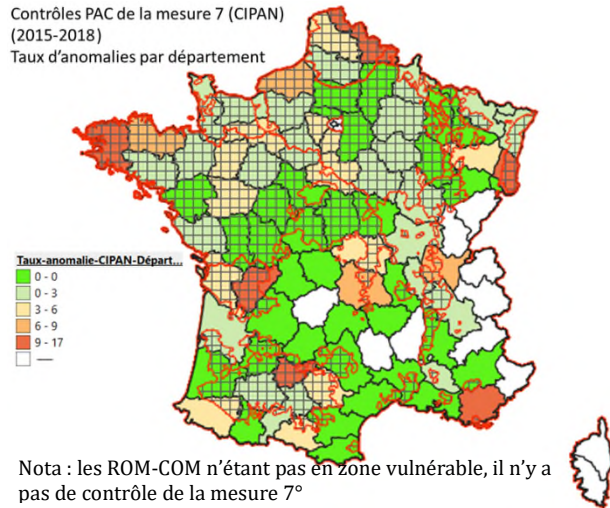 Contrôles PAC de la mesure 7 (CIPAN)
(2015-2018)
Taux d'anomalies par département
Taux-anomalie-CIPAN-Départ...
0 - 0
0 - 3
3 - 6
6 - 9
9 - 17
—
Nota : les ROM-COM n'étant pas en zone vulnérable, il n'y a
pas de contrôle de la mesure 7°